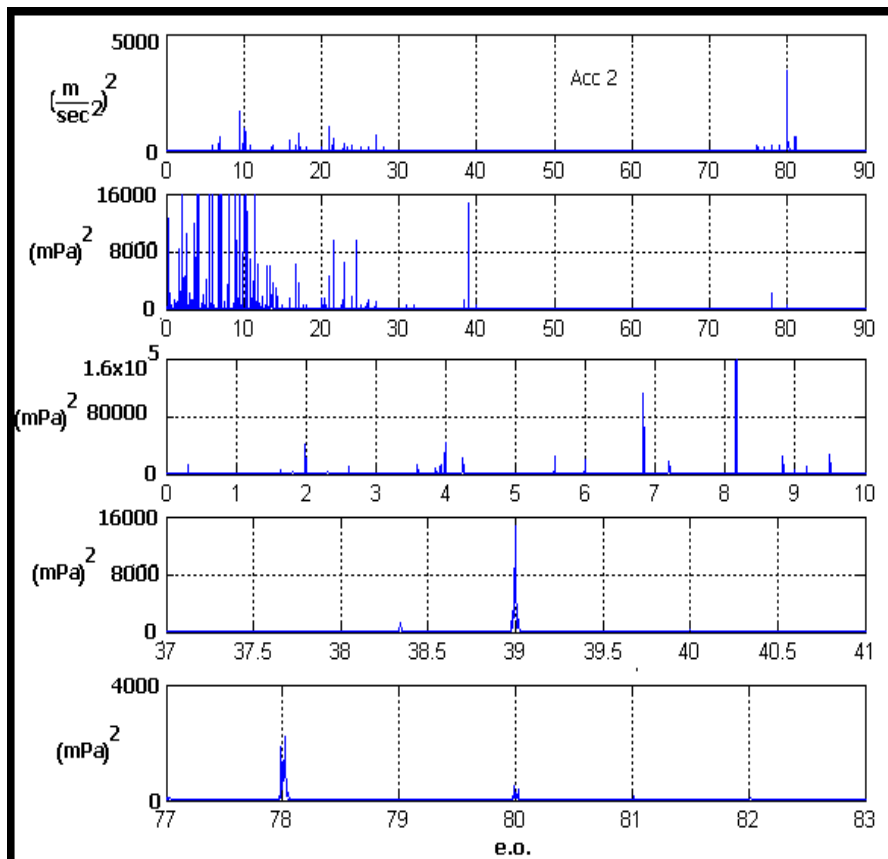 5000
(m/sec²)²
Acc 2
0
0 10 20 30 40 50 60 70 80 90
16000
(mPa)²
8000
0
0 10 20 30 40 50 60 70 80 90
1.6x10⁵
(mPa)²
80000
0
0 1 2 3 4 5 6 7 8 9 10
16000
(mPa)²
8000
0
37 37.5 38 38.5 39 39.5 40 40.5 41
4000
(mPa)²
0
77 78 79 80 81 82 83
e.o.